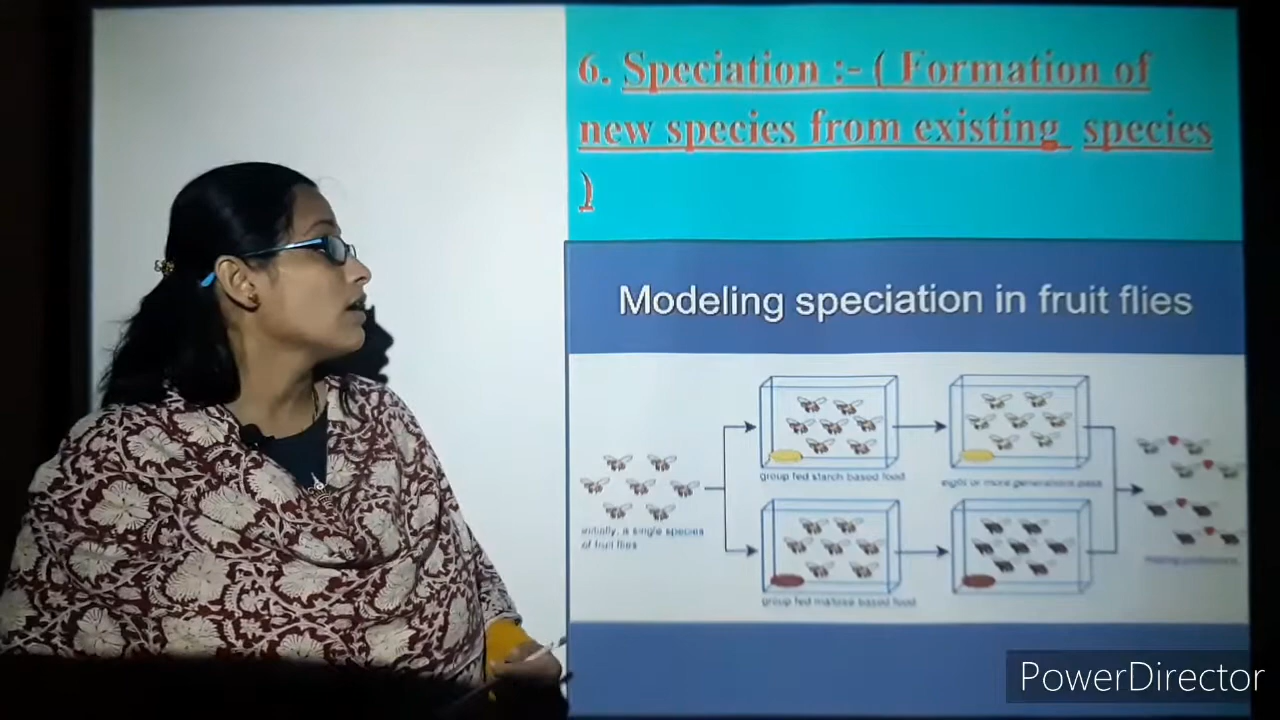 6. Speciation :- ( Formation of
new species from existing species
)
Modeling speciation in fruit flies
group fed starch based food
eight or more generations pass
initially, a single species
of fruit flies
group fed maltose based food
PowerDirector